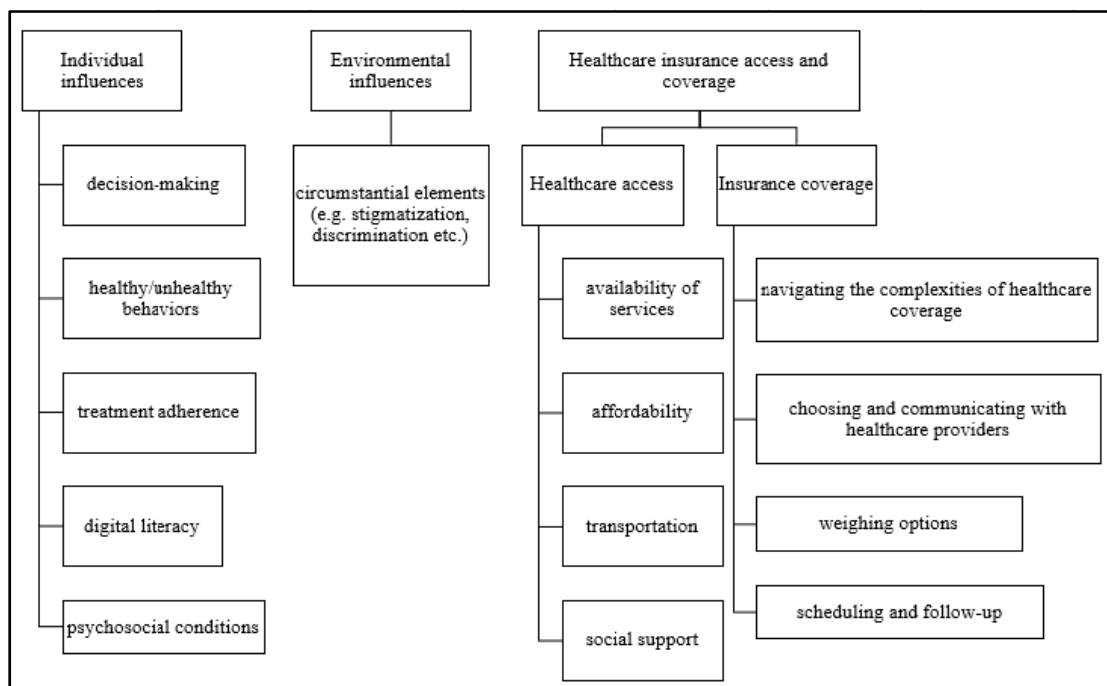 Individual
influences
decision-making
healthy/unhealthy
behaviors
treatment adherence
digital literacy
psychosocial conditions
Environmental
influences
circumstantial elements
(e.g. stigmatization,
discrimination etc.)
Healthcare insurance access and
coverage
Healthcare access
availability of
services
affordability
transportation
social support
Insurance coverage
navigating the complexities of healthcare
coverage
choosing and communicating with
healthcare providers
weighing options
scheduling and follow-up